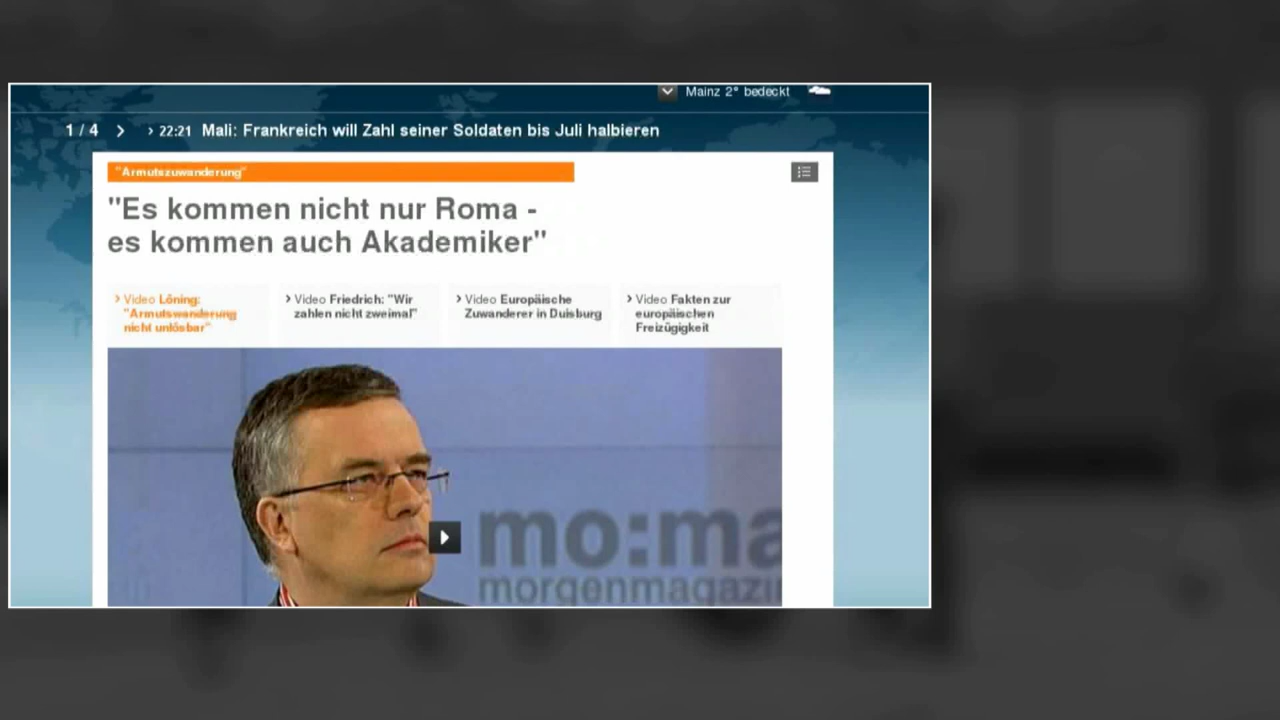 Mainz 2° bedeckt
1 / 4 › 22:21 Mali: Frankreich will Zahl seiner Soldaten bis Juli halbieren
"Armutszuwanderung"
"Es kommen nicht nur Roma -
es kommen auch Akademiker"
Video Löning:
"Armutswanderung
nicht unlösbar"
Video Friedrich: "Wir
zahlen nicht zweimal"
Video Europäische
Zuwanderer in Duisburg
Video Fakten zur
europäischen
Freizügigkeit
mo:ma
morgenmagazi